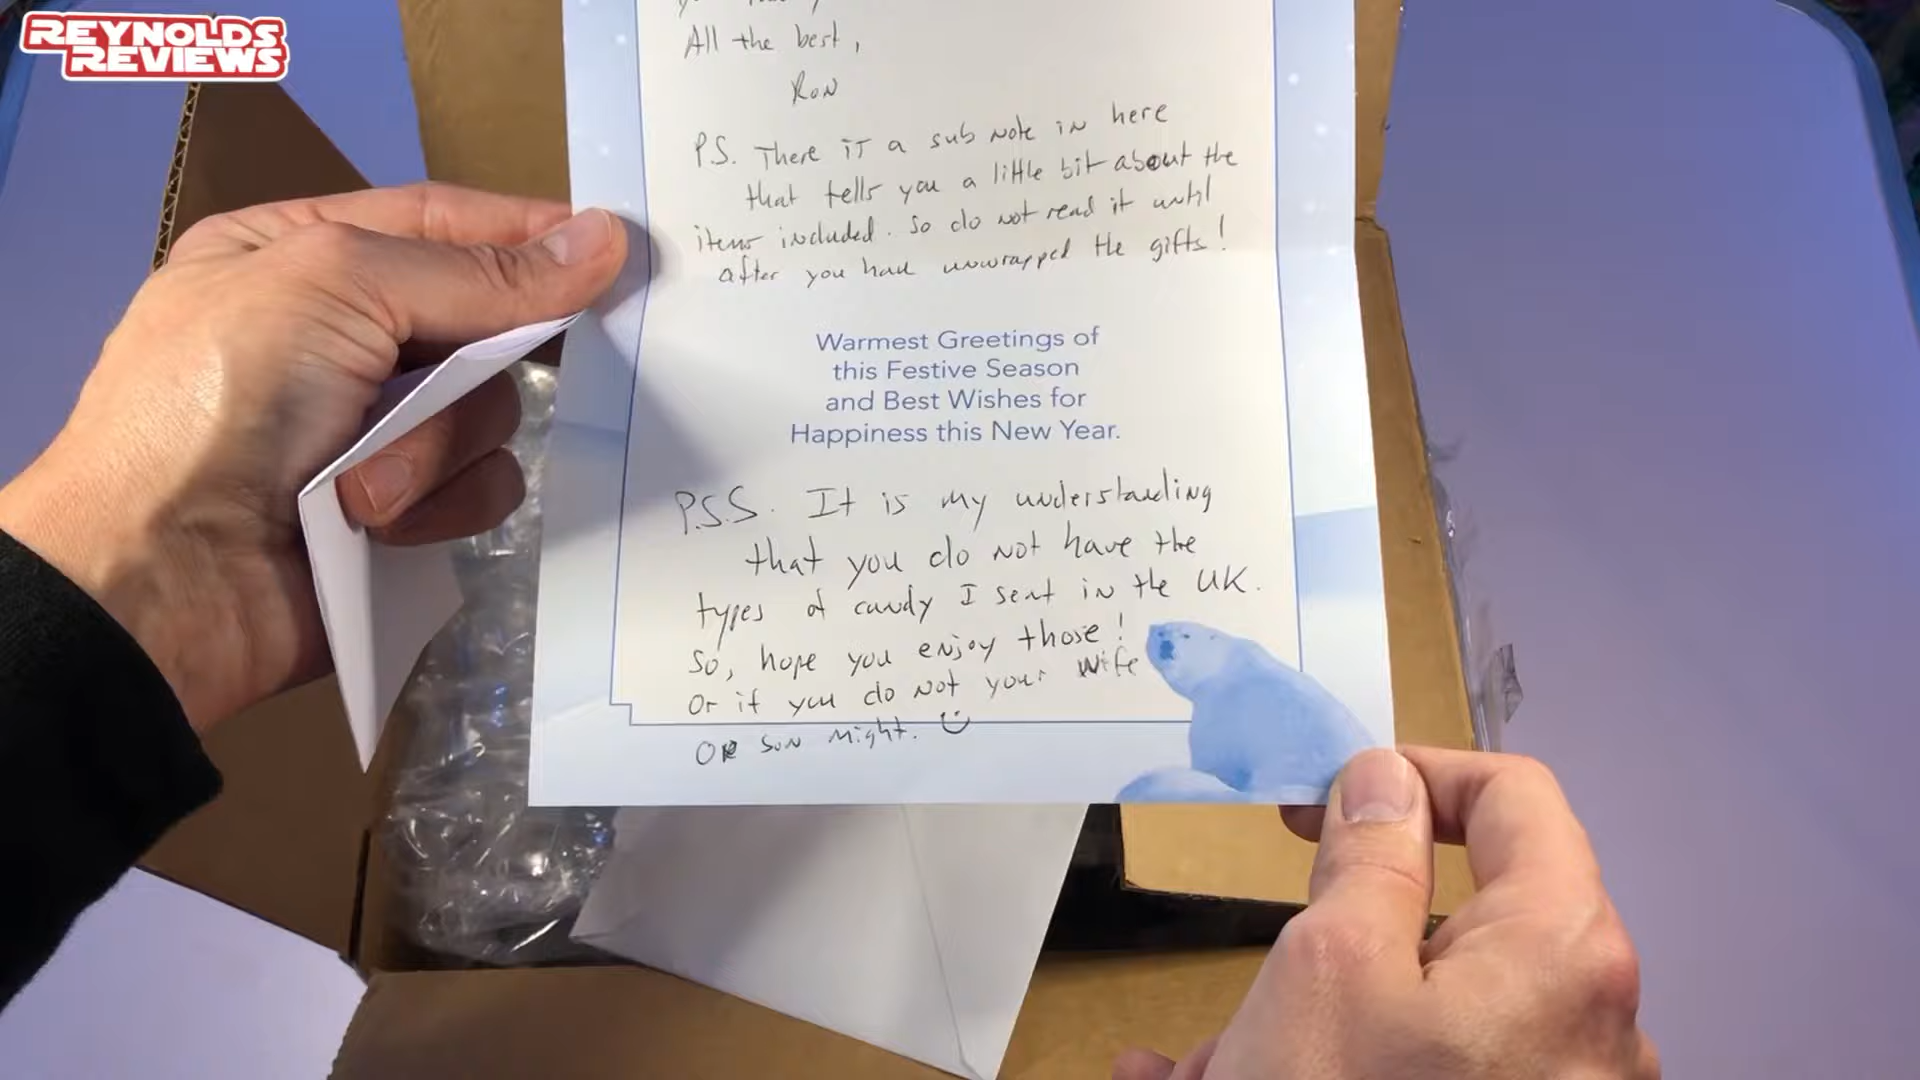 REYNOLDS
REVIEWS
All the best,
Ron
P.S. There is a sub note in here
that tells you a little bit about the
items included. So do not read it until
after you have unwrapped the gifts!
Warmest Greetings of
this Festive Season
and Best Wishes for
Happiness this New Year.
P.S.S. It is my understanding
that you do not have the
types of candy I sent in the UK.
So, hope you enjoy those!
Or if you do not your wife
OR son might. ☺